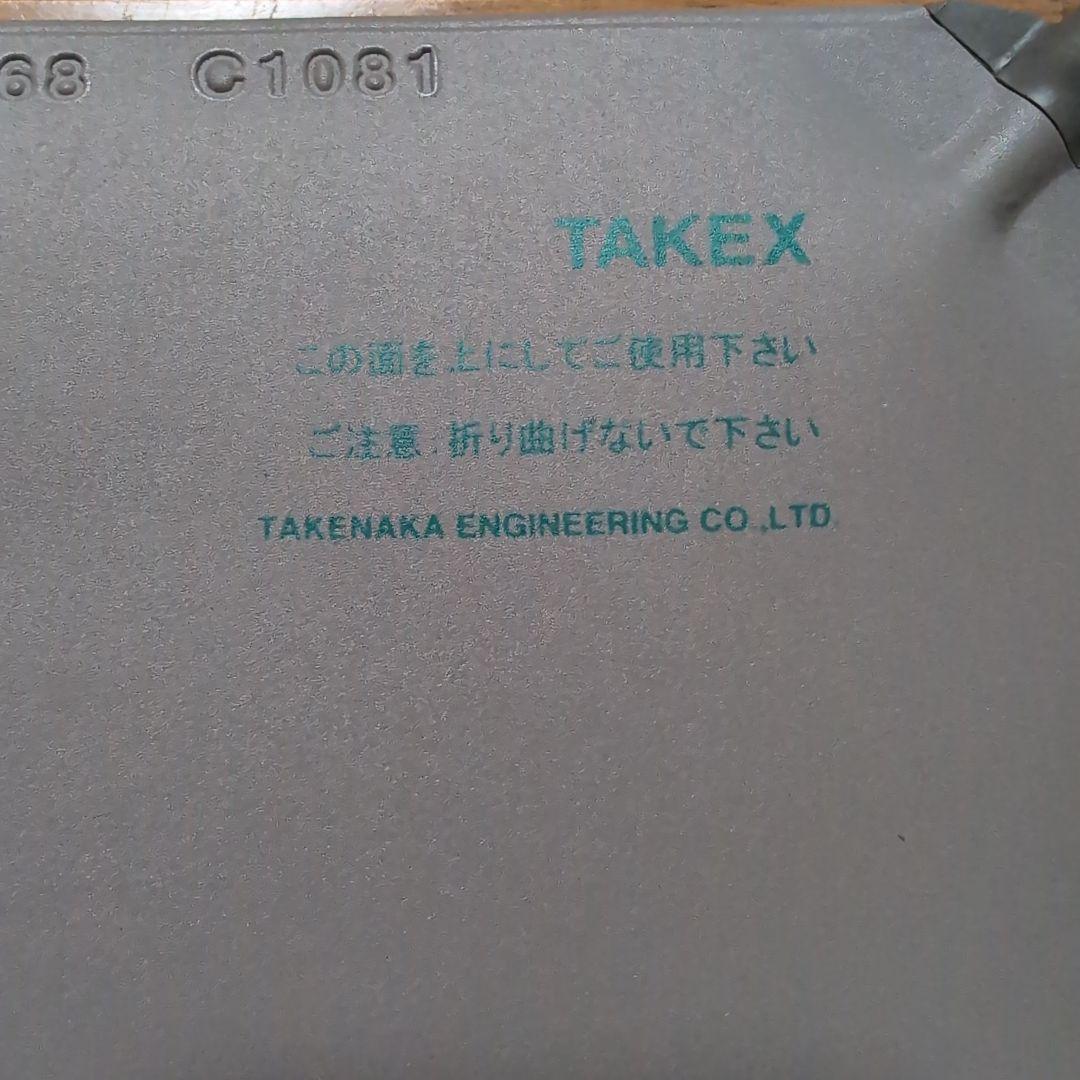 68 C1081
TAKEX
この面を上にしてご使用下さい
ご注意:折り曲げないで下さい
TAKENAKA ENGINEERING CO.,LTD.